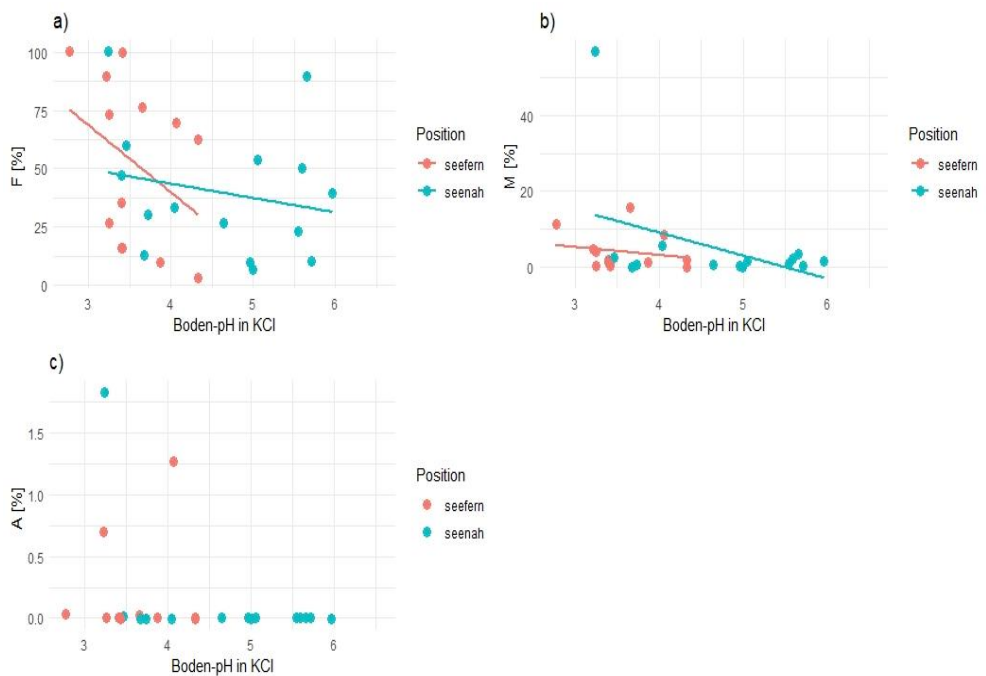 a)
100
75
50
25
0
F [%]
3 4 5 6
Boden-pH in KCl
Position
seefern
seenah
b)
40
20
0
M [%]
3 4 5 6
Boden-pH in KCl
Position
seefern
seenah
c)
1.5
1.0
0.5
0.0
A [%]
3 4 5 6
Boden-pH in KCl
Position
seefern
seenah